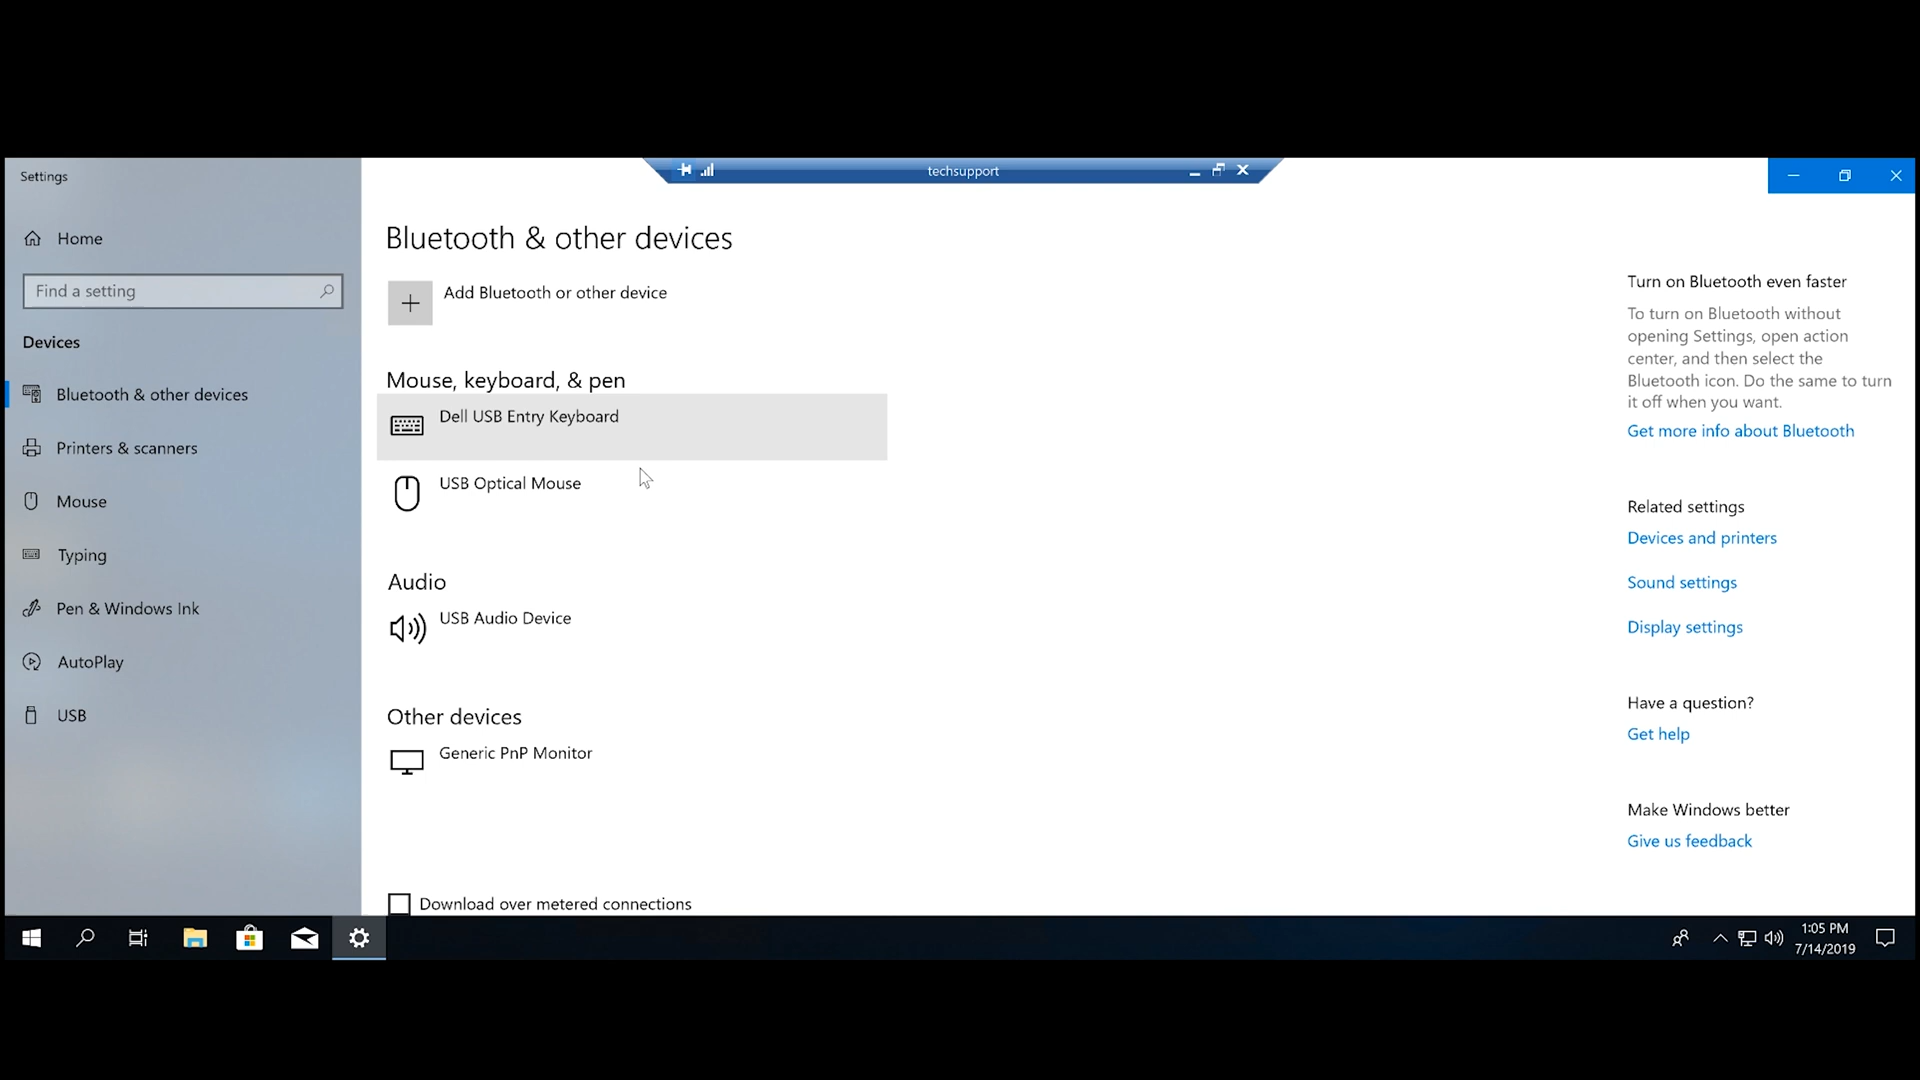 techsupport
Settings
Home
Find a setting
Devices
Bluetooth & other devices
Printers & scanners
Mouse
Typing
Pen & Windows Ink
AutoPlay
USB
Bluetooth & other devices
Add Bluetooth or other device
Mouse, keyboard, & pen
Dell USB Entry Keyboard
USB Optical Mouse
Audio
USB Audio Device
Other devices
Generic PnP Monitor
Download over metered connections
Turn on Bluetooth even faster
To turn on Bluetooth without
opening Settings, open action
center, and then select the
Bluetooth icon. Do the same to turn
it off when you want.
Get more info about Bluetooth
Related settings
Devices and printers
Sound settings
Display settings
Have a question?
Get help
Make Windows better
Give us feedback
1:05 PM
7/14/2019